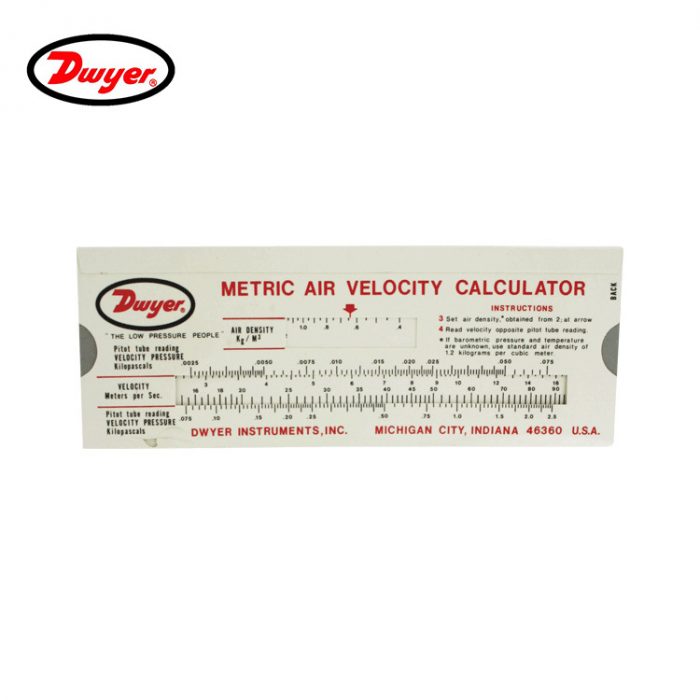 Dwyer®
METRIC AIR VELOCITY CALCULATOR
Dwyer®
"THE LOW PRESSURE PEOPLE"
AIR DENSITY
Kg/M³
1.0 .8 .6 .4
INSTRUCTIONS
3 Set air density,* obtained from 2; at arrow
4 Read velocity opposite pitot tube reading.
* If barometric pressure and temperature
are unknown, use standard air density of
1.2 kilograms per cubic meter.
BACK
Pitot tube reading
VELOCITY PRESSURE
Kilopascals
.0025 .005 .010 .015 .020 .025 .050 .075
VELOCITY
Meters per Sec.
3 4 5 6 7 8 9 10 12 14 16
16 18 20 25 30 35 40 50 60 70 80 90
Pitot tube reading
VELOCITY PRESSURE
Kilopascals
.075 .10 .15 .20 .25 .50 .75 1.0 1.5 2.0 2.5
DWYER INSTRUMENTS, INC. MICHIGAN CITY, INDIANA 46360 U.S.A.